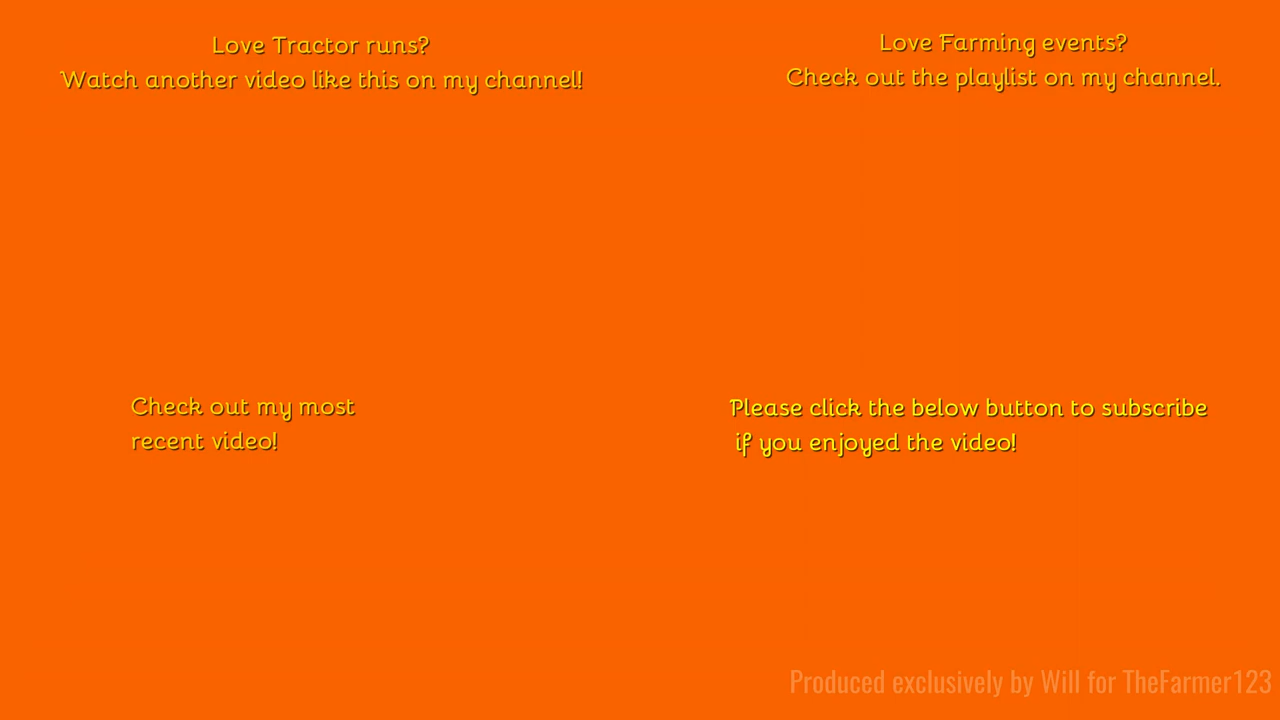 Love Tractor runs?
Watch another video like this on my channel!
Love Farming events?
Check out the playlist on my channel.
Check out my most
recent video!
Please click the below button to subscribe
if you enjoyed the video!
Produced exclusively by Will for TheFarmer123